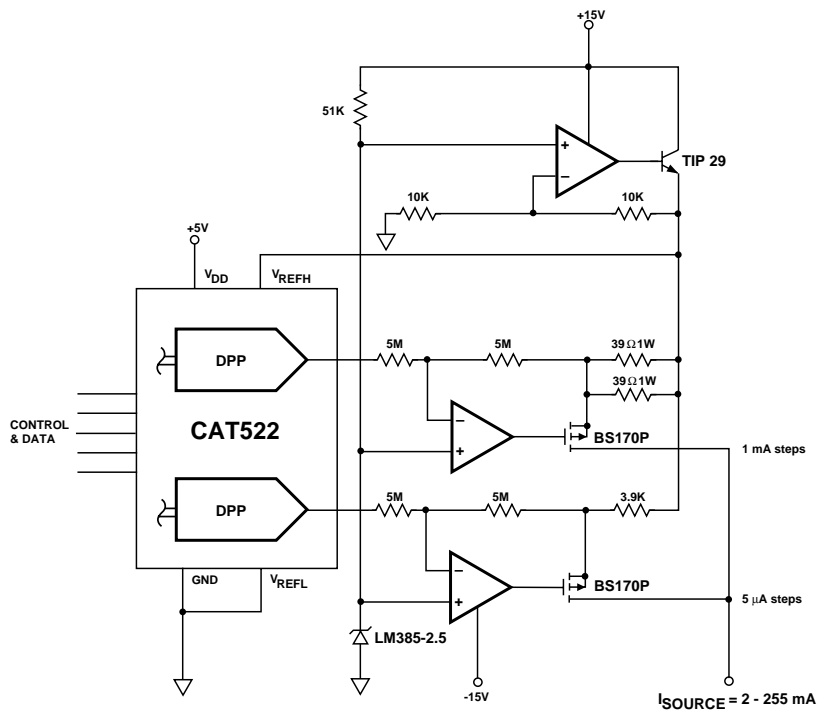 +15V
51K
+
−
TIP 29
10K
10K
+5V
VDD
VREFH
DPP
5M
5M
39Ω1W
39Ω1W
−
+
BS170P
1 mA steps
CONTROL
& DATA
CAT522
DPP
5M
5M
3.9K
−
+
BS170P
5 μA steps
GND
VREFL
LM385-2.5
-15V
ISOURCE = 2 - 255 mA